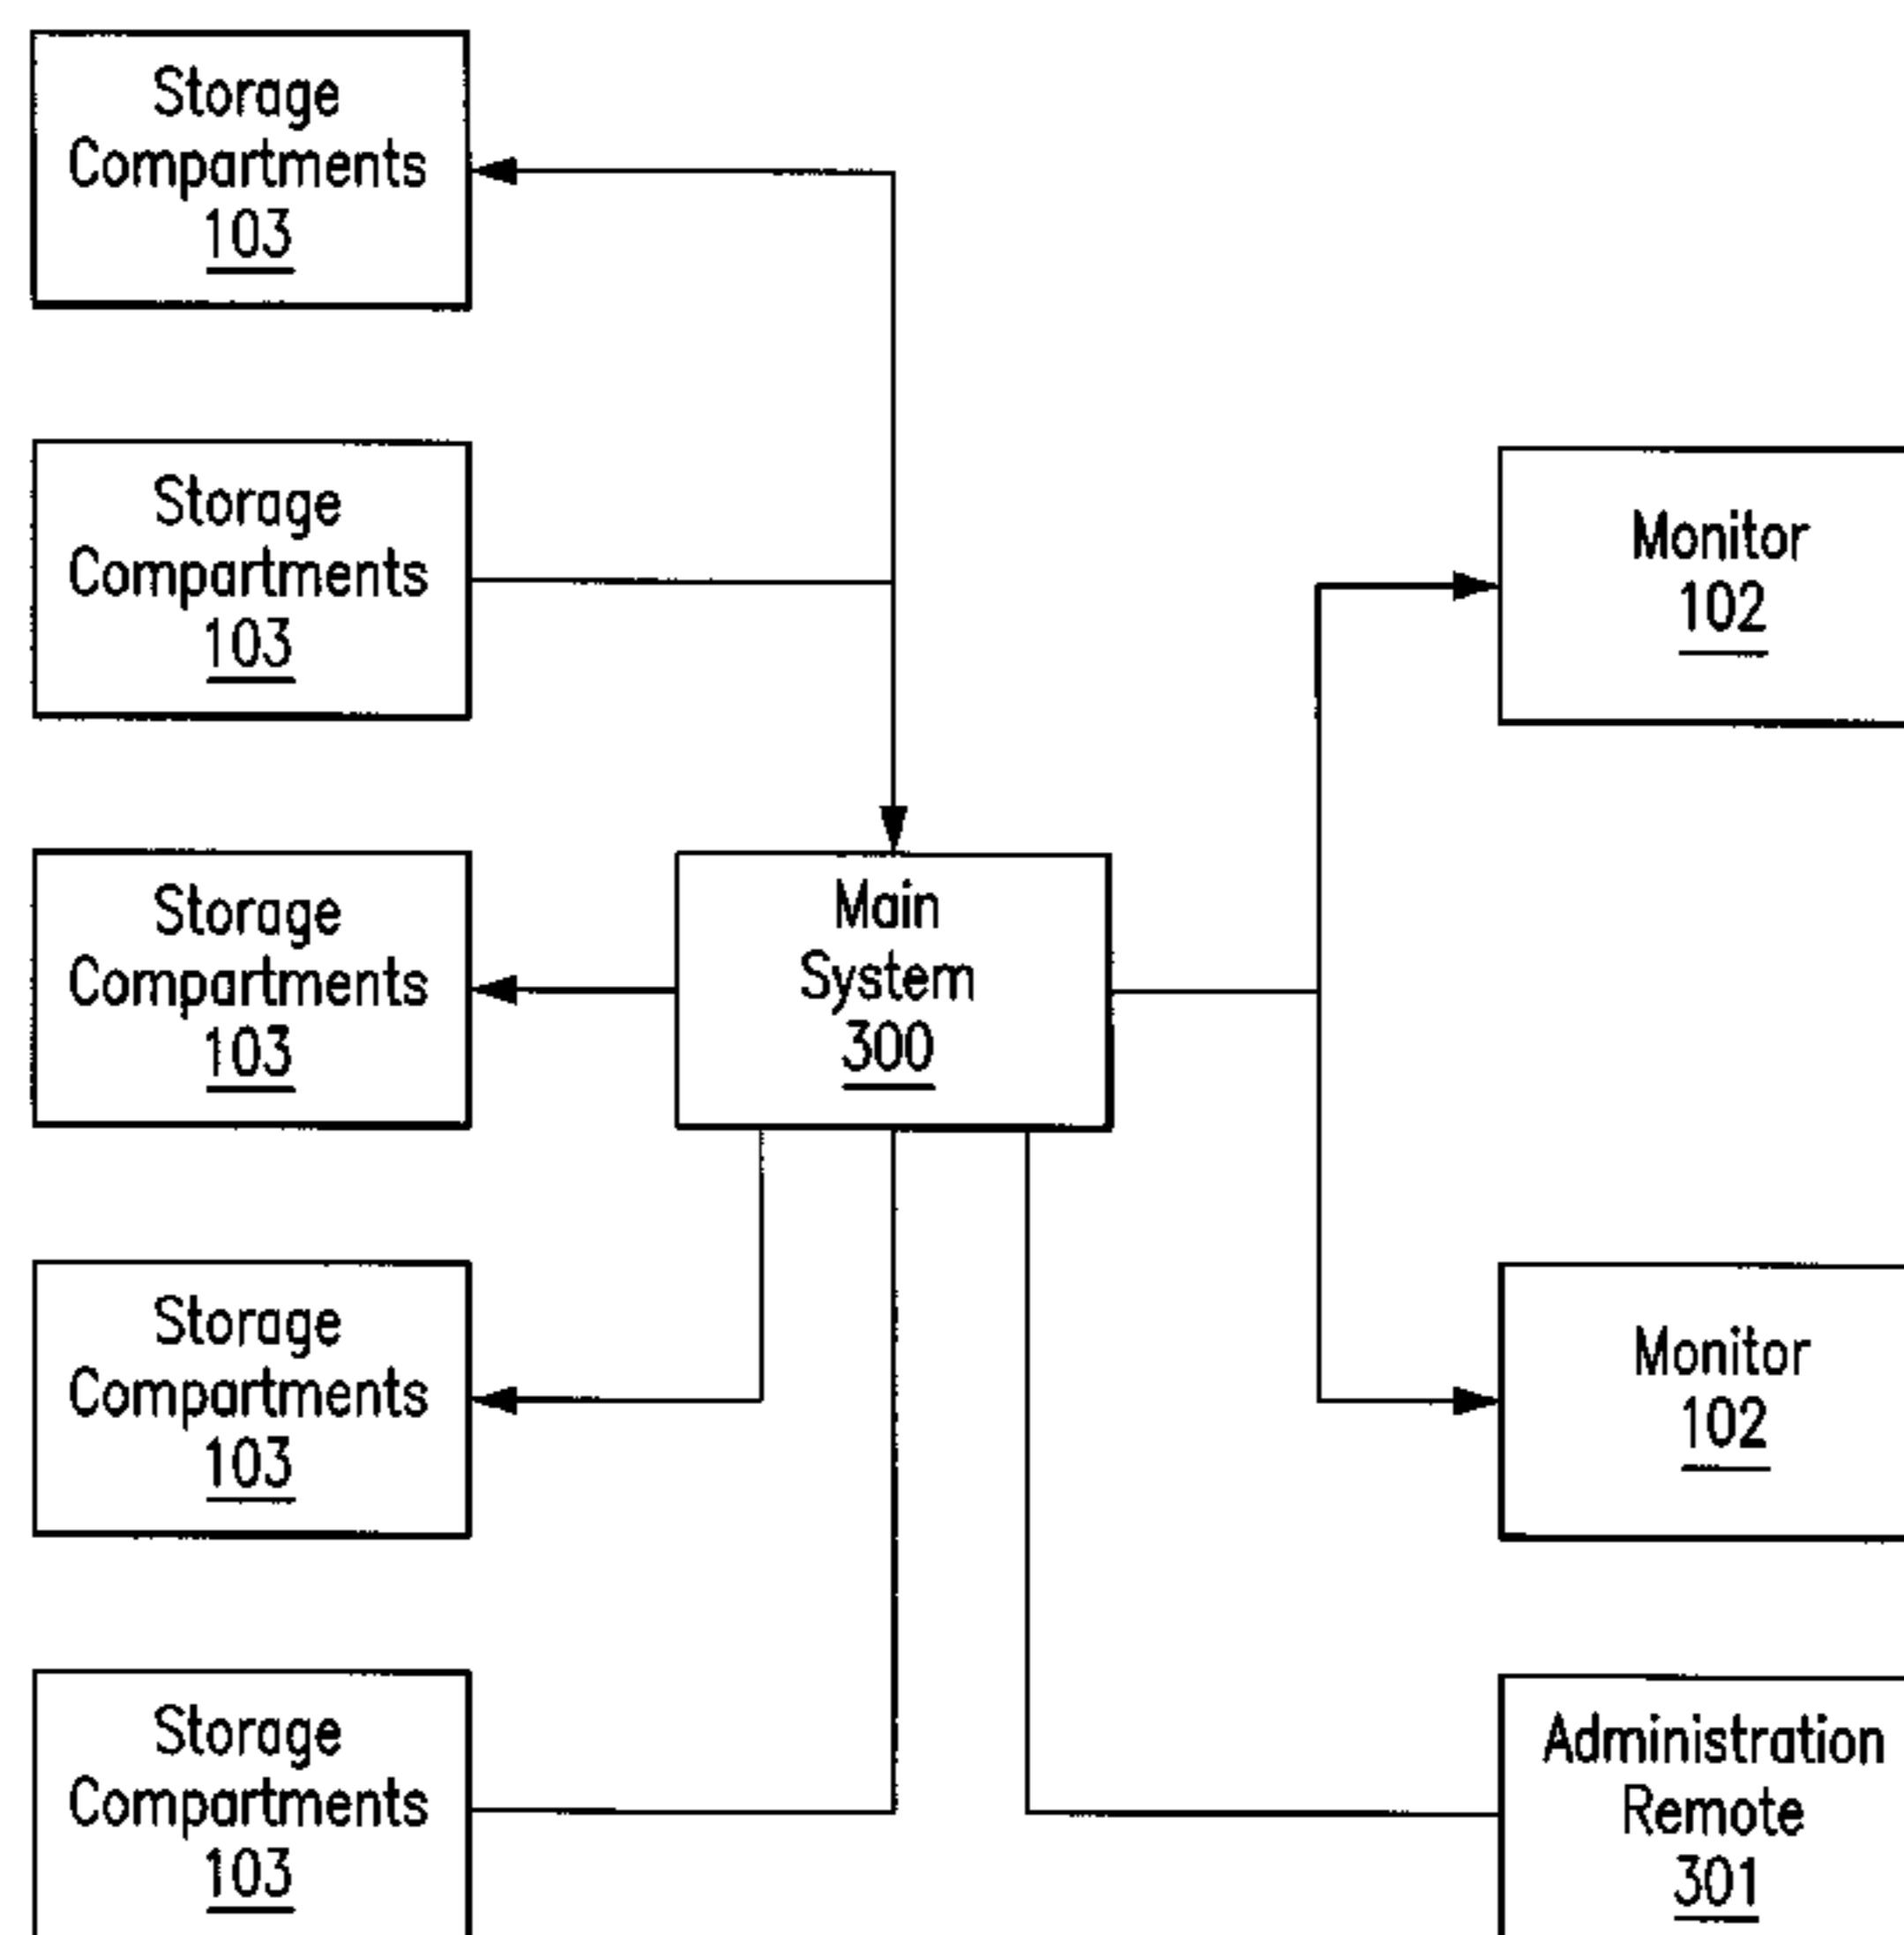 Storage
Compartments
103
Storage
Compartments
103
Monitor
102
Storage
Compartments
103
Main
System
300
Storage
Compartments
103
Monitor
102
Storage
Compartments
103
Administration
Remote
301